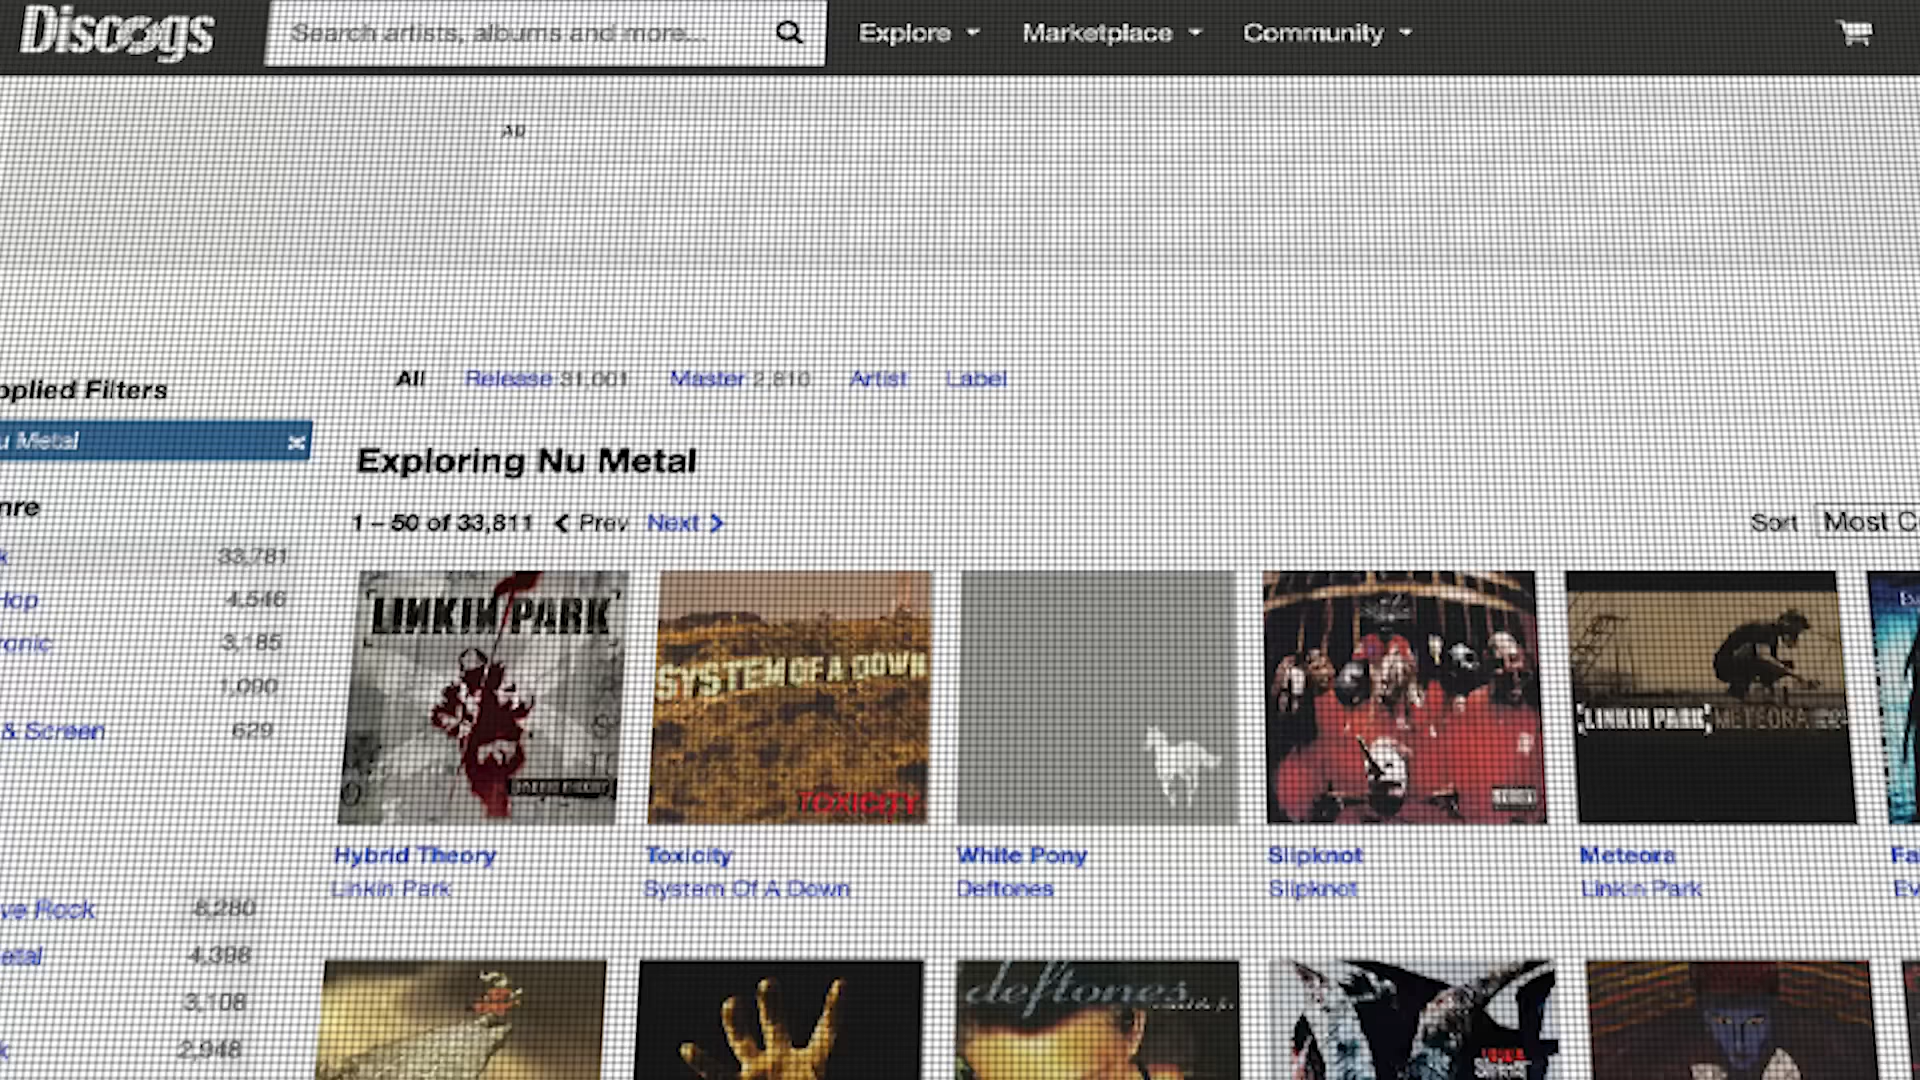 Discogs
Search artists, albums and more...
Explore
Marketplace
Community
AD
All Release 31,001 Master 2,810 Artist Label
pplied Filters
u Metal
Exploring Nu Metal
nre
1 – 50 of 33,811 Prev Next
Sort Most C
k 33,781
Hop 4,546
ronic 3,185
1,090
& Screen 629
LINKIN PARK
SYSTEM OF A DOWN
TOXICITY
LINKIN PARK METEORA
Hybrid Theory
Linkin Park
Toxicity
System Of A Down
White Pony
Deftones
Slipknot
Slipknot
Meteora
Linkin Park
Fa
Ev
ve Rock 8,280
etal 4,398
3,108
k 2,948
deftones